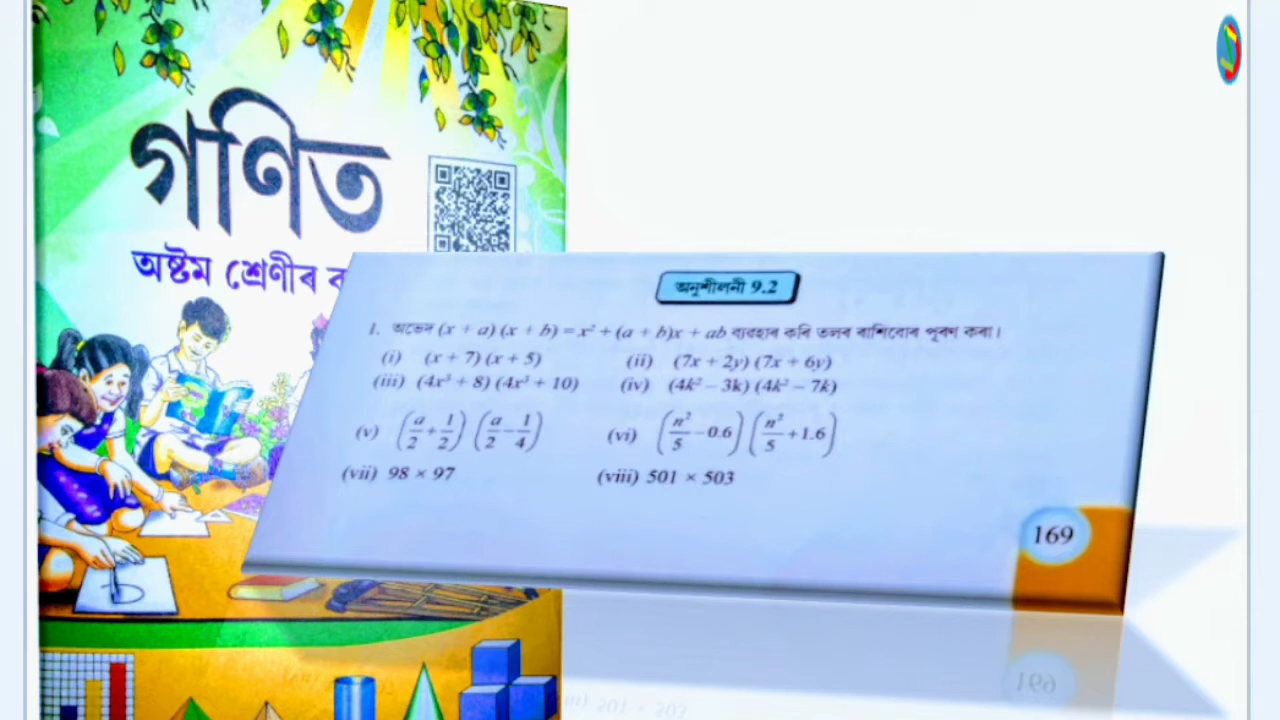 গণিত
অষ্টম শ্ৰেণীৰ
অনুশীলনী 9.2
1. অভেদ (x + a) (x + b) = x² + (a + b)x + ab ব্যৱহাৰ কৰি তলৰ ৰাশিবোৰ পূৰণ কৰা।
(i) (x + 7) (x + 5) (ii) (7x + 2y) (7x + 6y)
(iii) (4x³ + 8) (4x³ + 10) (iv) (4k² – 3k) (4k² – 7k)
(v) (a/2 + 1/2) (a/2 – 1/4) (vi) (n²/5 – 0.6) (n²/5 + 1.6)
(vii) 98 × 97 (viii) 501 × 503
169